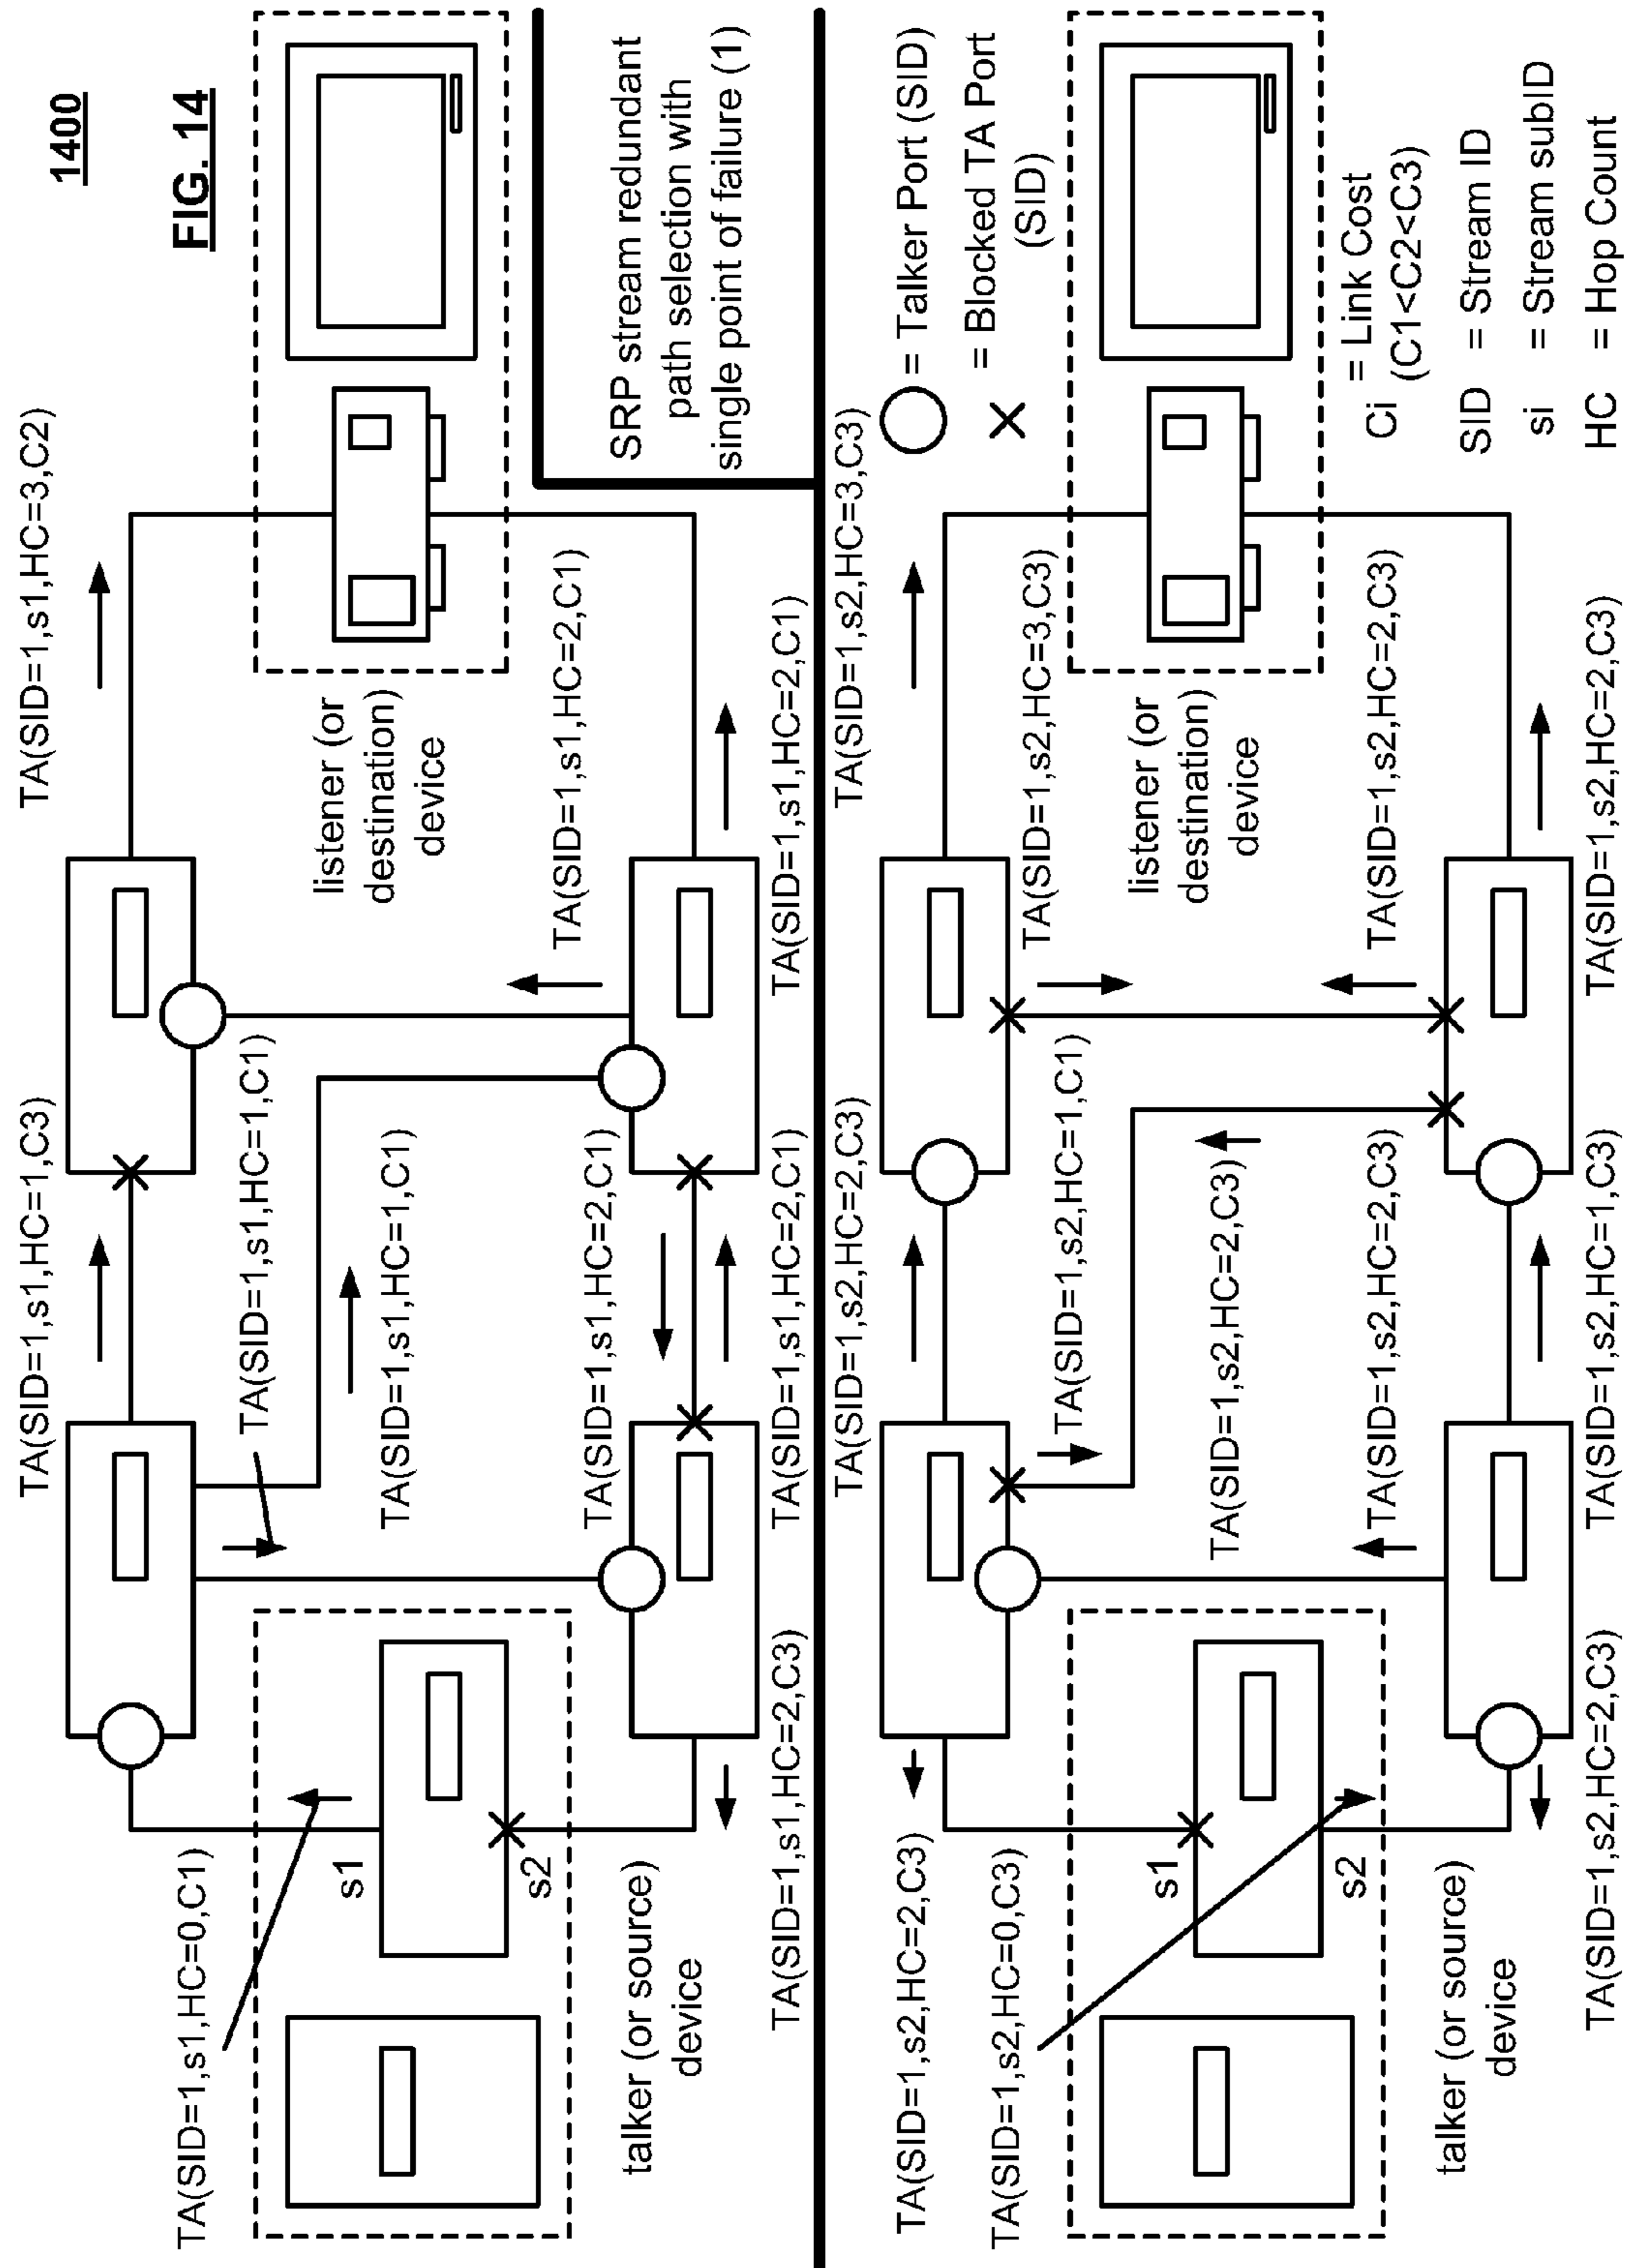 1400
FIG. 14
TA(SID=1,s1,HC=1,C3)
TA(SID=1,s1,HC=3,C2)
TA(SID=1,s1,HC=0,C1)
TA(SID=1,s1,HC=1,C1)
s1
TA(SID=1,s1,HC=1,C1)
listener (or
destination)
device
s2
TA(SID=1,s1,HC=2,C1)
TA(SID=1,s1,HC=2,C1)
talker (or source)
device
SRP stream redundant
path selection with
single point of failure (1)
TA(SID=1,s1,HC=2,C3)
TA(SID=1,s1,HC=2,C1)
TA(SID=1,s1,HC=2,C1)
TA(SID=1,s2,HC=2,C3)
TA(SID=1,s2,HC=3,C3)
TA(SID=1,s2,HC=2,C3)
= Talker Port (SID)
= Blocked TA Port
(SID)
TA(SID=1,s2,HC=0,C3)
TA(SID=1,s2,HC=1,C1)
TA(SID=1,s2,HC=3,C3)
s1
TA(SID=1,s2,HC=2,C3)
listener (or
destination)
device
s2
TA(SID=1,s2,HC=2,C3)
TA(SID=1,s2,HC=2,C3)
Ci = Link Cost
(C1<C2<C3)
talker (or source)
device
SID = Stream ID
si = Stream subID
HC = Hop Count
TA(SID=1,s2,HC=2,C3)
TA(SID=1,s2,HC=1,C3)
TA(SID=1,s2,HC=2,C3)